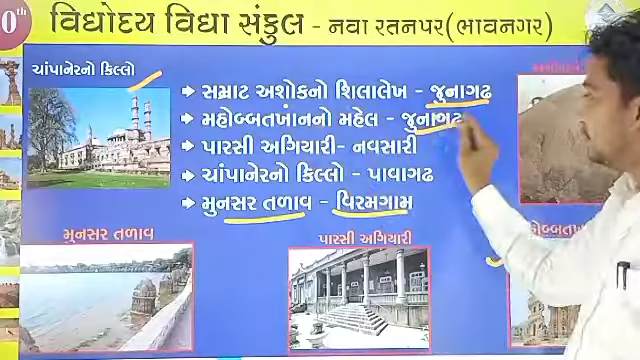 0th
વિદ્યોદય વિદ્યા સંકુલ - નવા રતનપર(ભાવનગર)
ચાંપાનેરનો કિલ્લો
સમ્રાટ અશોકનો શિલાલેખ - જુનાગઢ
મહોબ્બતખાંનનો મહેલ - જુનાગઢ
પારસી અગિયારી- નવસારી
ચાંપાનેરનો કિલ્લો - પાવાગઢ
મુનસર તળાવ - વિરમગામ
મુનસર તળાવ
પારસી અગિયારી